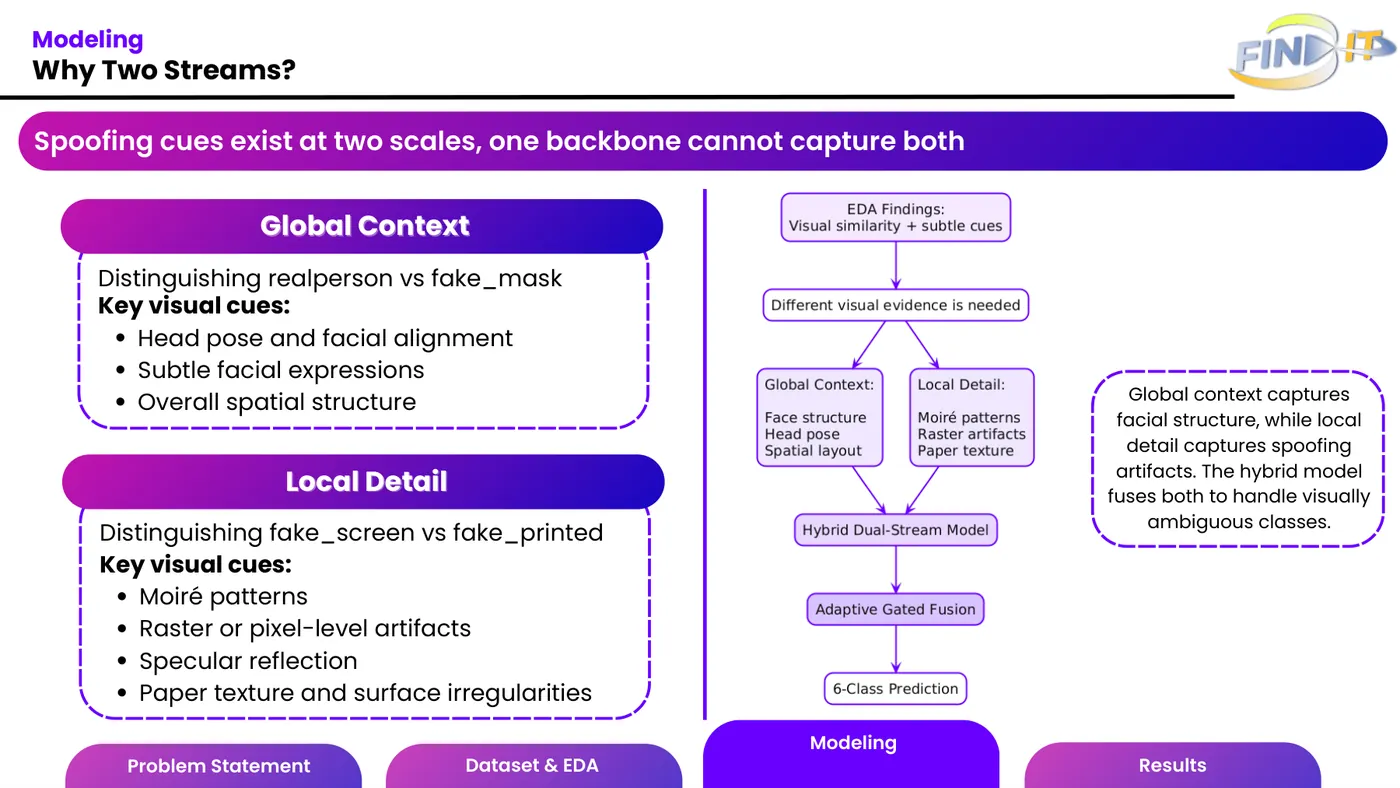 Modeling
Why Two Streams?
FIND IT
Spoofing cues exist at two scales, one backbone cannot capture both
Global Context
Distinguishing realperson vs fake_mask
Key visual cues:
• Head pose and facial alignment
• Subtle facial expressions
• Overall spatial structure
Local Detail
Distinguishing fake_screen vs fake_printed
Key visual cues:
• Moiré patterns
• Raster or pixel-level artifacts
• Specular reflection
• Paper texture and surface irregularities
EDA Findings:
Visual similarity + subtle cues
Different visual evidence is needed
Global Context:
Face structure
Head pose
Spatial layout
Local Detail:
Moiré patterns
Raster artifacts
Paper texture
Hybrid Dual-Stream Model
Adaptive Gated Fusion
6-Class Prediction
Global context captures
facial structure, while local
detail captures spoofing
artifacts. The hybrid model
fuses both to handle visually
ambiguous classes.
Problem Statement
Dataset & EDA
Modeling
Results